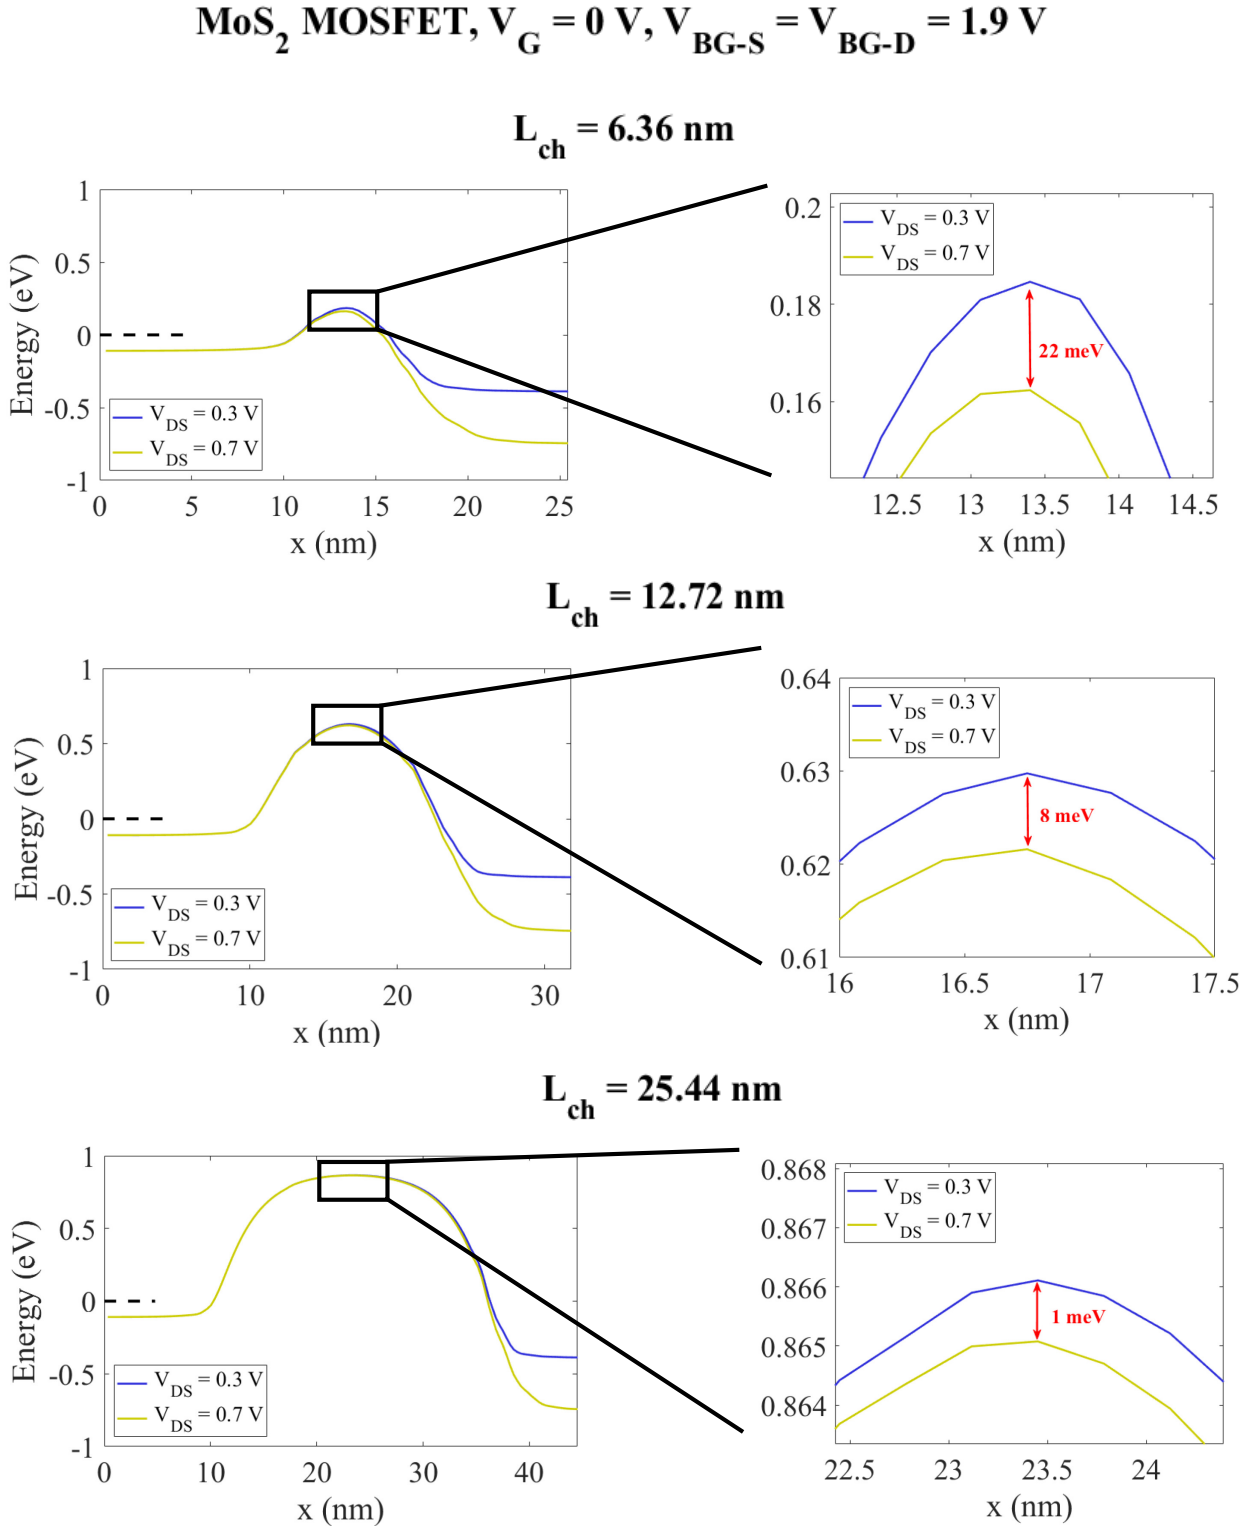 MoS2 MOSFET, VG = 0 V, VBG-S = VBG-D = 1.9 V
Lch = 6.36 nm
1
0.5
0
-0.5
-1
Energy (eV)
VDS = 0.3 V
VDS = 0.7 V
0 5 10 15 20 25
x (nm)
0.2
0.18
0.16
VDS = 0.3 V
VDS = 0.7 V
22 meV
12.5 13 13.5 14 14.5
x (nm)
Lch = 12.72 nm
1
0.5
0
-0.5
-1
Energy (eV)
VDS = 0.3 V
VDS = 0.7 V
0 10 20 30
x (nm)
0.64
0.63
0.62
0.61
VDS = 0.3 V
VDS = 0.7 V
8 meV
16 16.5 17 17.5
x (nm)
Lch = 25.44 nm
1
0.5
0
-0.5
-1
Energy (eV)
VDS = 0.3 V
VDS = 0.7 V
0 10 20 30 40
x (nm)
0.868
0.867
0.866
0.865
0.864
VDS = 0.3 V
VDS = 0.7 V
1 meV
22.5 23 23.5 24
x (nm)